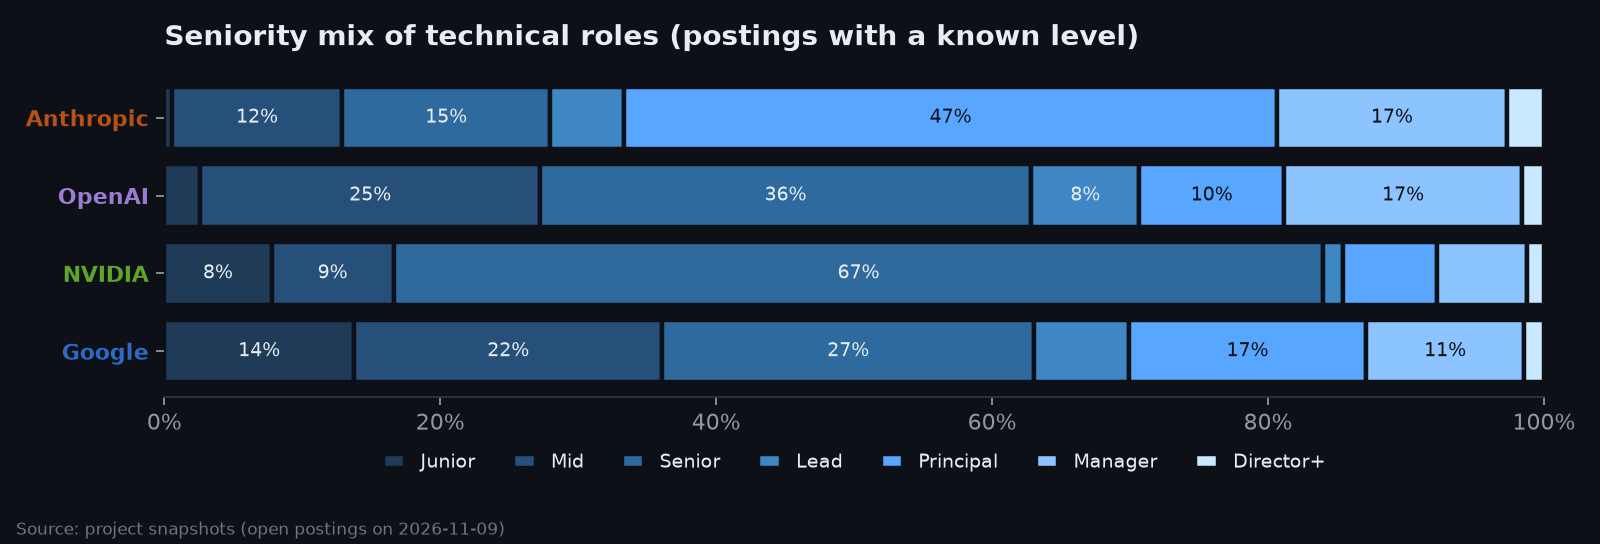 Seniority mix of technical roles (postings with a known level)
Anthropic 12% 15% 47% 17%
OpenAI 25% 36% 8% 10% 17%
NVIDIA 8% 9% 67%
Google 14% 22% 27% 17% 11%
0% 20% 40% 60% 80% 100%
Junior Mid Senior Lead Principal Manager Director+
Source: project snapshots (open postings on 2026-11-09)